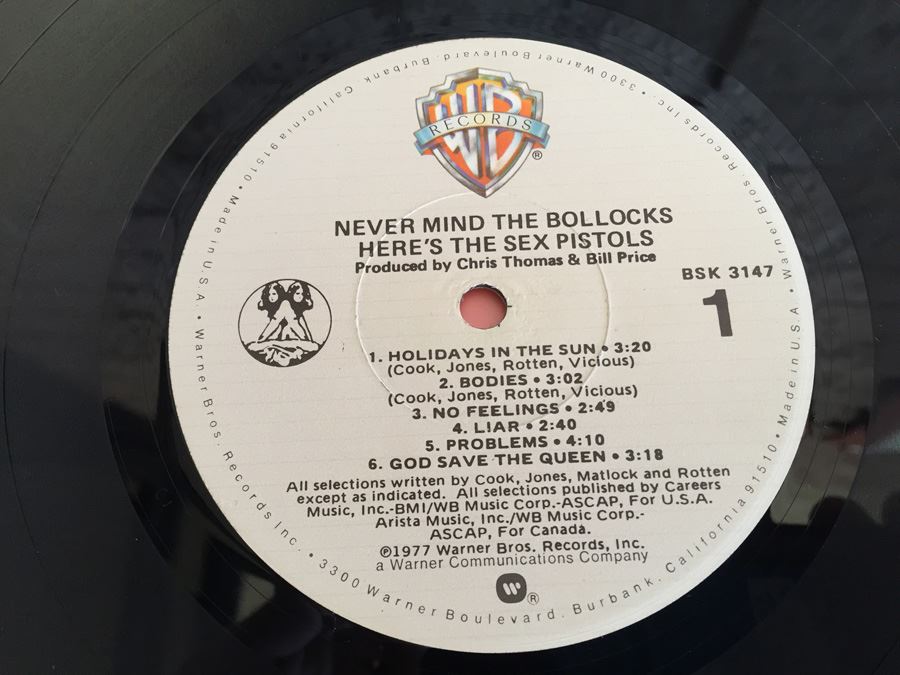 WB
RECORDS
®
NEVER MIND THE BOLLOCKS
HERE'S THE SEX PISTOLS
Produced by Chris Thomas & Bill Price
BSK 3147
1
1. HOLIDAYS IN THE SUN • 3:20
(Cook, Jones, Rotten, Vicious)
2. BODIES • 3:02
(Cook, Jones, Rotten, Vicious)
3. NO FEELINGS • 2:49
4. LIAR • 2:40
5. PROBLEMS • 4:10
6. GOD SAVE THE QUEEN • 3:18
All selections written by Cook, Jones, Matlock and Rotten
except as indicated. All selections published by Careers
Music, Inc.-BMI/WB Music Corp.-ASCAP, For U.S.A.
Arista Music, Inc./WB Music Corp.-
ASCAP, For Canada.
℗1977 Warner Bros. Records, Inc.
a Warner Communications Company
®
Warner Bros. Records Inc. • 3300 Warner Boulevard. Burbank. California 91510 • Made in U.S.A. •
Warner Bros. Records Inc. • 3300 Warner Boulevard. Burbank. California 91510 • Made in U.S.A. •